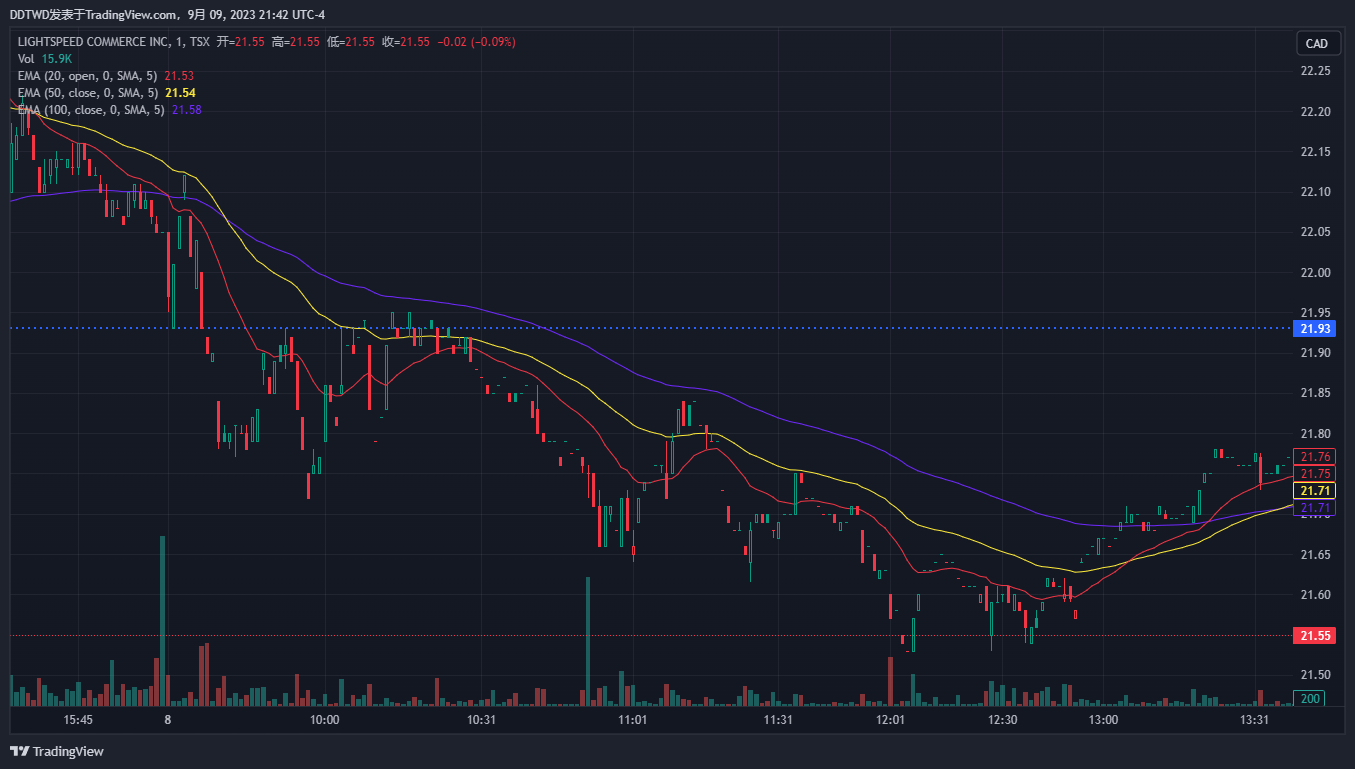 DDTWD发表于TradingView.com，9月 09, 2023 21:42 UTC-4
LIGHTSPEED COMMERCE INC, 1, TSX 开=21.55 高=21.55 低=21.55 收=21.55 −0.02 (−0.09%)
CAD
Vol 15.9K
EMA (20, open, 0, SMA, 5) 21.53
EMA (50, close, 0, SMA, 5) 21.54
EMA (100, close, 0, SMA, 5) 21.58
22.25
22.20
22.15
22.10
22.05
22.00
21.95
21.93
21.90
21.85
21.80
21.76
21.75
21.71
21.71
21.70
21.65
21.60
21.55
21.50
200
15:45 8 10:00 10:31 11:01 11:31 12:01 12:30 13:00 13:31
TradingView